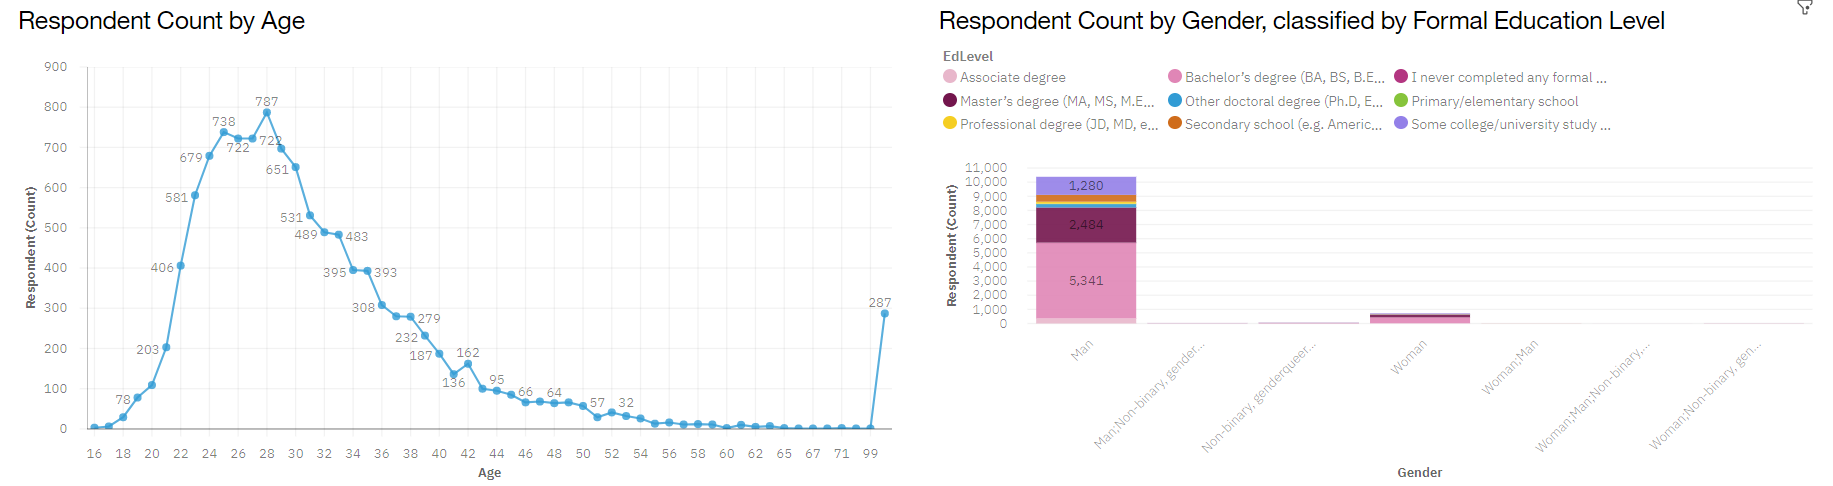 Respondent Count by Age
900
800
700
600
500
400
300
200
100
0
Respondent (Count)
78
203
406
581
679
738
722
787
722
651
531
489
483
395
393
308
279
232
187
136
162
95
66
64
57
32
287
16 18 20 22 24 26 28 30 32 34 36 38 40 42 44 46 48 50 52 54 56 58 60 62 65 67 71 99
Age
Respondent Count by Gender, classified by Formal Education Level
EdLevel
Associate degree
Bachelor's degree (BA, BS, B.E...
I never completed any formal ...
Master's degree (MA, MS, M.E...
Other doctoral degree (Ph.D, E...
Primary/elementary school
Professional degree (JD, MD, e...
Secondary school (e.g. Americ...
Some college/university study ...
11,000
10,000
9,000
8,000
7,000
6,000
5,000
4,000
3,000
2,000
1,000
0
Respondent (Count)
1,280
2,484
5,341
Man
Man;Non-binary, gender...
Non-binary, genderqueer...
Woman
Woman;Man
Woman;Man;Non-binary,...
Woman;Non-binary, gen...
Gender